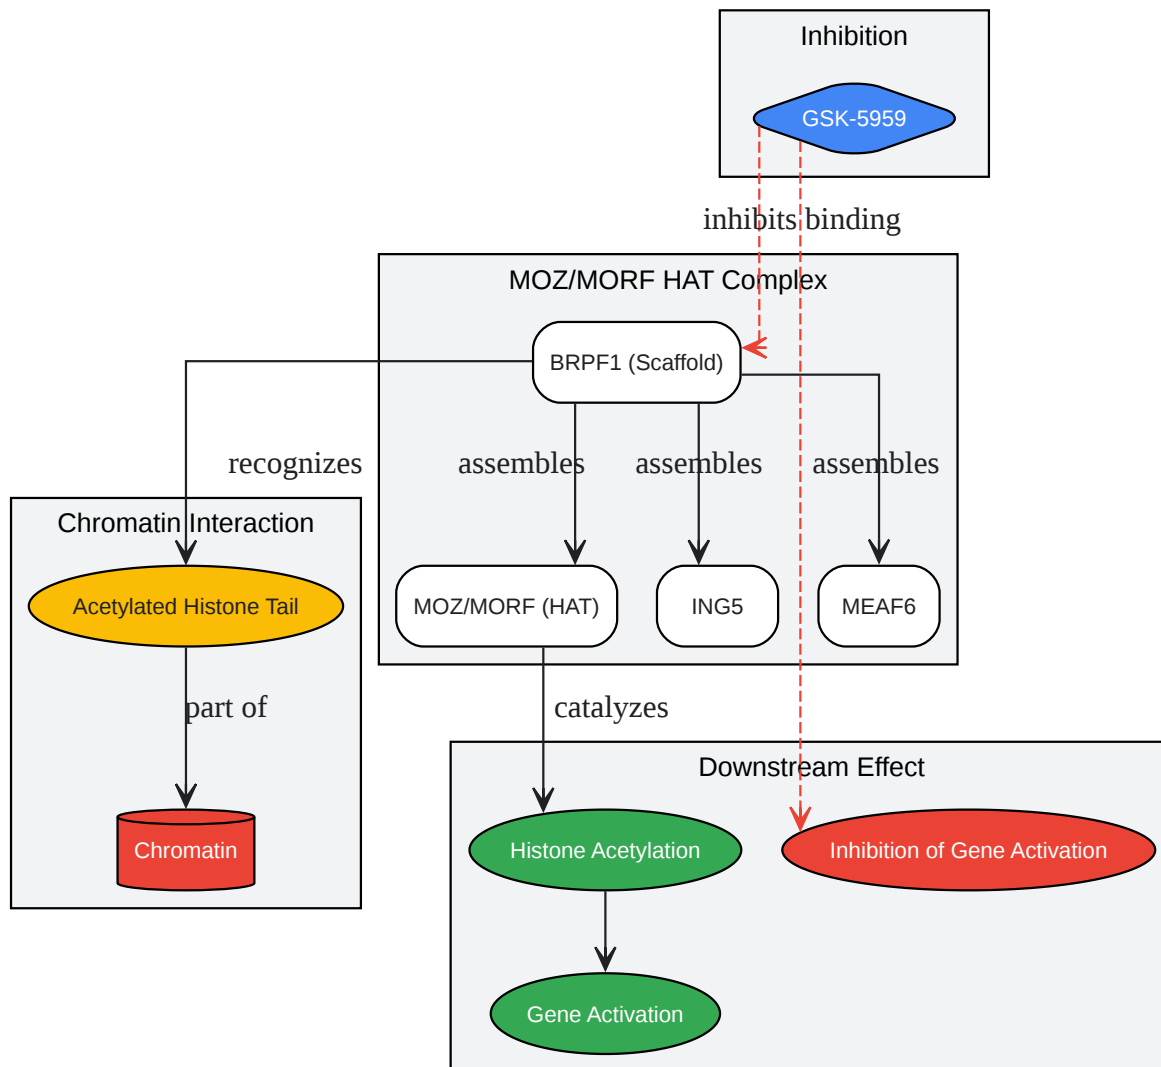 Inhibition
GSK-5959
inhibits binding
MOZ/MORF HAT Complex
BRPF1 (Scaffold)
recognizes
assembles
assembles
assembles
Chromatin Interaction
Acetylated Histone Tail
MOZ/MORF (HAT)
ING5
MEAF6
part of
catalyzes
Downstream Effect
Chromatin
Histone Acetylation
Inhibition of Gene Activation
Gene Activation